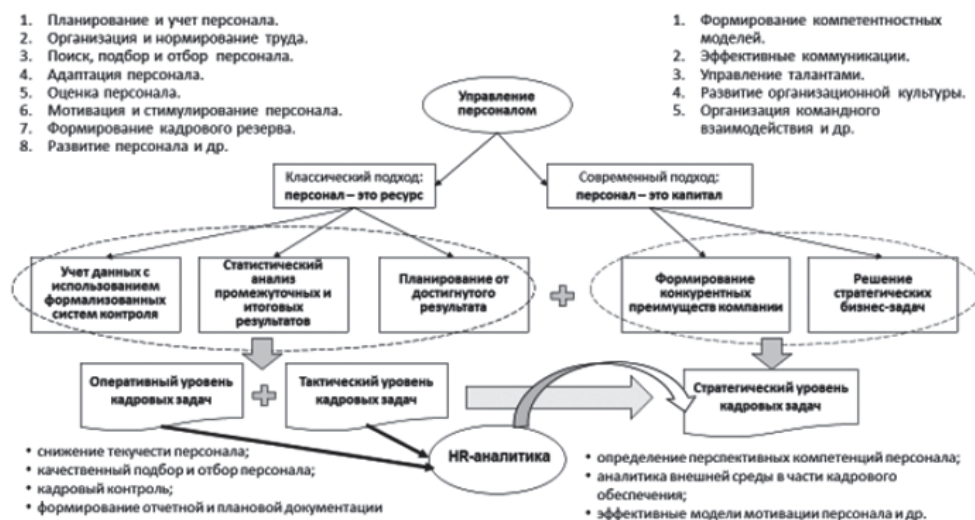 1. Планирование и учет персонала.
2. Организация и нормирование труда.
3. Поиск, подбор и отбор персонала.
4. Адаптация персонала.
5. Оценка персонала.
6. Мотивация и стимулирование персонала.
7. Формирование кадрового резерва.
8. Развитие персонала и др.
1. Формирование компетентностных
моделей.
2. Эффективные коммуникации.
3. Управление талантами.
4. Развитие организационной культуры.
5. Организация командного
взаимодействия и др.
Управление
персоналом
Классический подход:
персонал – это ресурс
Современный подход:
персонал – это капитал
Учет данных с
использованием
формализованных
систем контроля
Статистический
анализ
промежуточных и
итоговых
результатов
Планирование от
достигнутого
результата
Формирование
конкурентных
преимуществ компании
Решение
стратегических
бизнес-задач
Оперативный уровень
кадровых задач
Тактический уровень
кадровых задач
Стратегический уровень
кадровых задач
HR-аналитика
• снижение текучести персонала;
• качественный подбор и отбор персонала;
• кадровый контроль;
• формирование отчетной и плановой документации
• определение перспективных компетенций персонала;
• аналитика внешней среды в части кадрового
обеспечения;
• эффективные модели мотивации персонала и др.